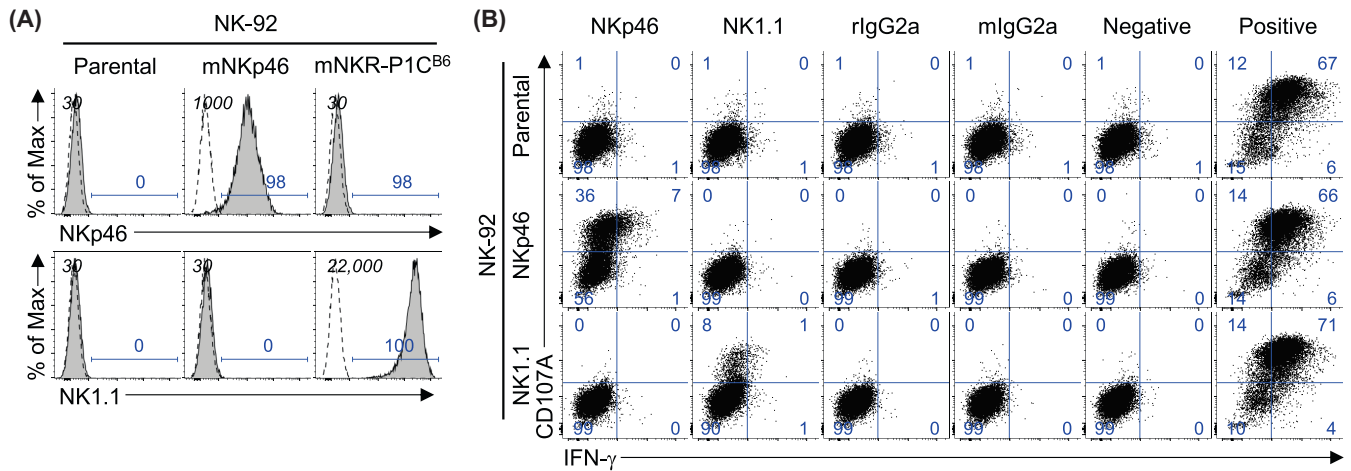 (A)
NK-92
Parental mNKp46 mNKR-P1C^B6
% of Max
30 1000 30
0 98 98
NKp46
% of Max
30 30 22,000
0 0 100
NK1.1
(B)
NKp46 NK1.1 rIgG2a mIgG2a Negative Positive
NK-92
Parental
1 0 1 0 1 0 1 0 1 0 12 67
98 1 98 1 98 1 98 1 98 1 15 6
NKp46
36 7 0 0 0 0 0 0 0 0 14 66
56 1 99 0 99 1 99 0 99 0 14 6
NK1.1
CD107A
0 0 8 1 0 0 0 0 0 0 14 71
99 0 90 1 99 0 99 0 99 0 10 4
IFN-γ